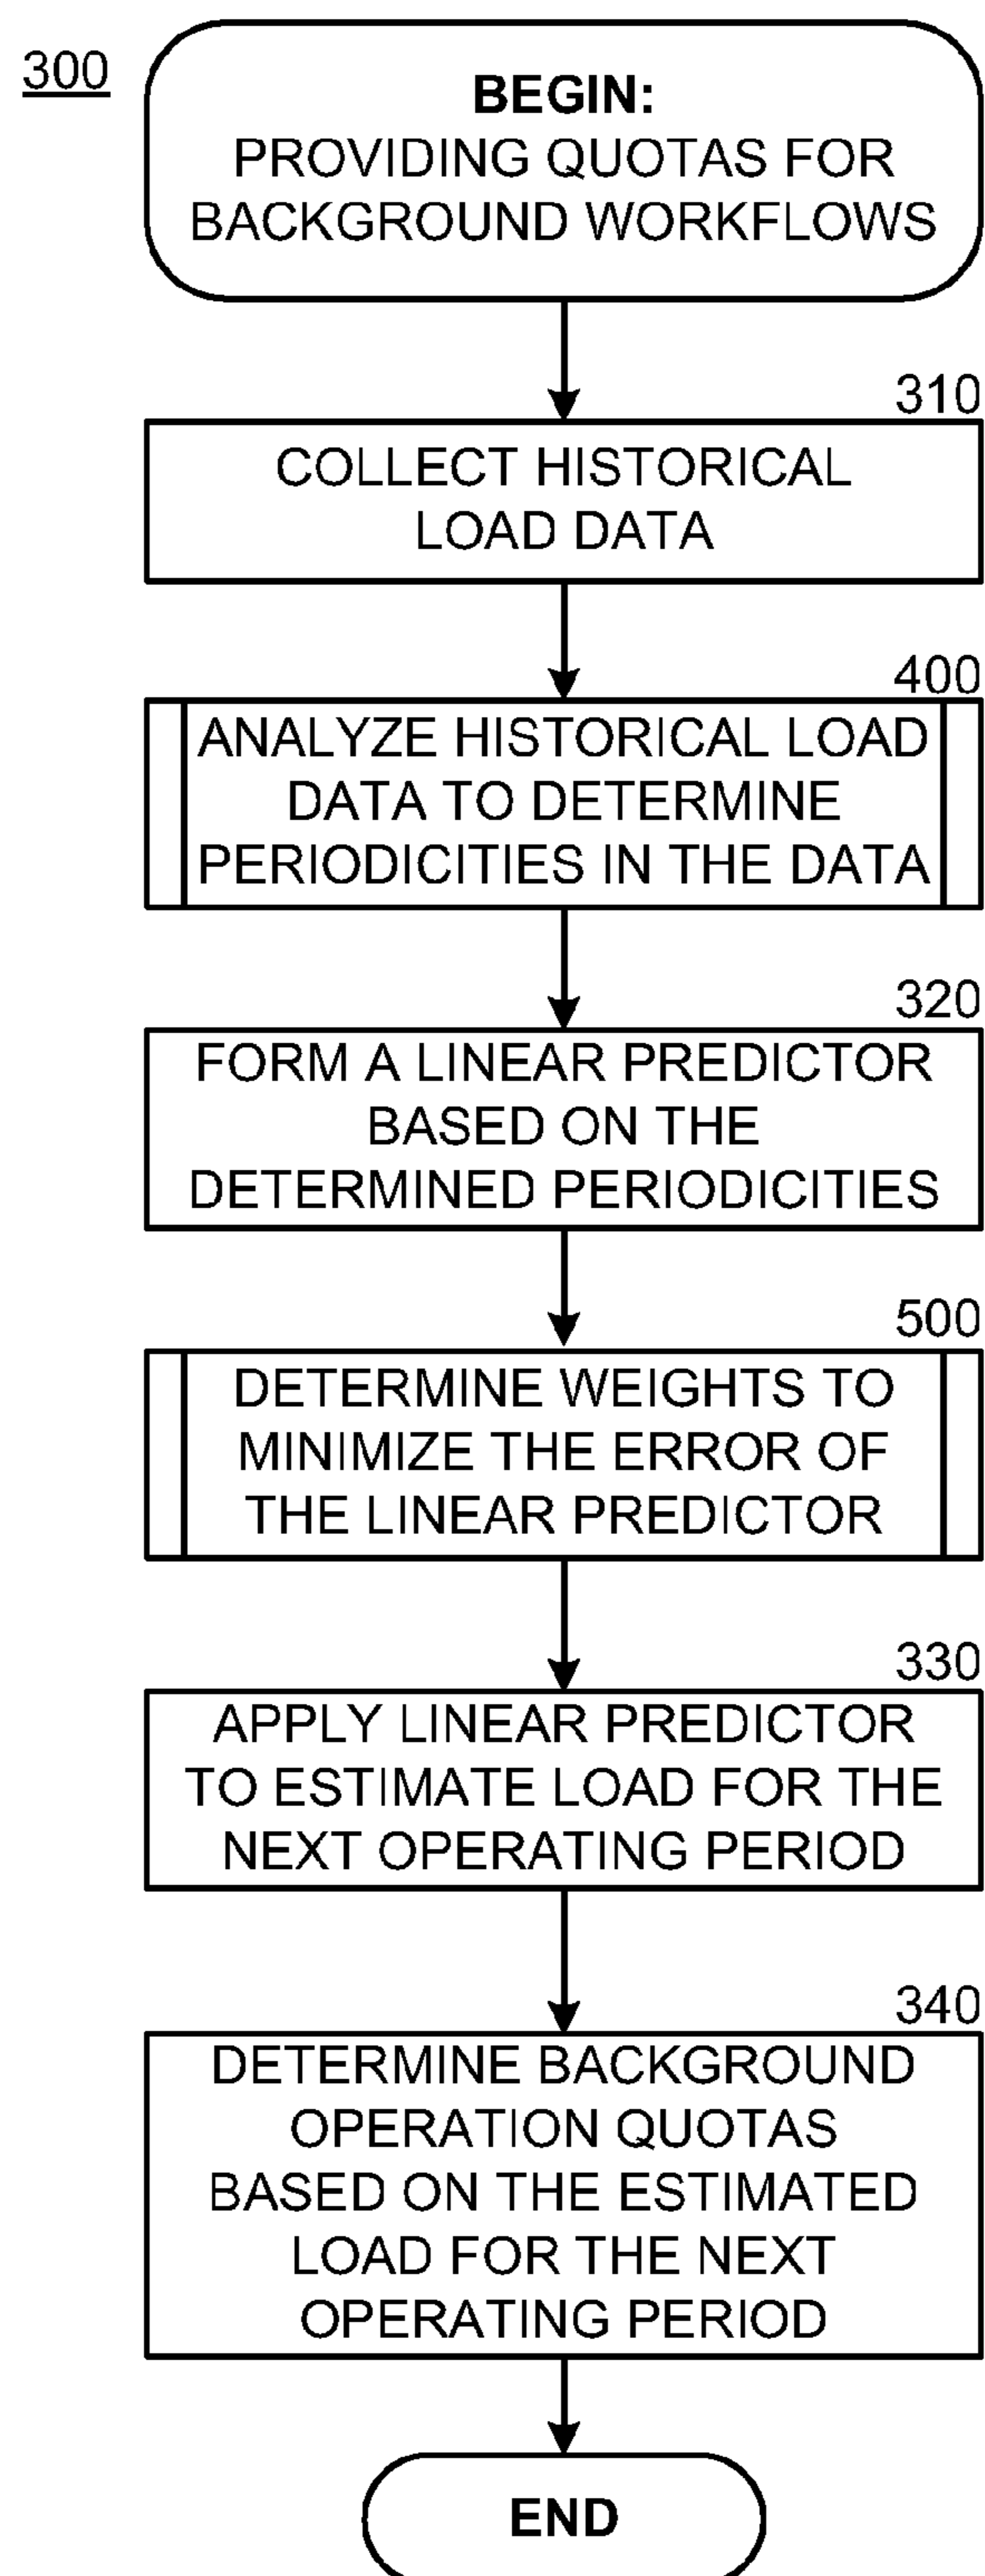 300
BEGIN:
PROVIDING QUOTAS FOR
BACKGROUND WORKFLOWS
310
COLLECT HISTORICAL
LOAD DATA
400
ANALYZE HISTORICAL LOAD
DATA TO DETERMINE
PERIODICITIES IN THE DATA
320
FORM A LINEAR PREDICTOR
BASED ON THE
DETERMINED PERIODICITIES
500
DETERMINE WEIGHTS TO
MINIMIZE THE ERROR OF
THE LINEAR PREDICTOR
330
APPLY LINEAR PREDICTOR
TO ESTIMATE LOAD FOR THE
NEXT OPERATING PERIOD
340
DETERMINE BACKGROUND
OPERATION QUOTAS
BASED ON THE ESTIMATED
LOAD FOR THE NEXT
OPERATING PERIOD
END